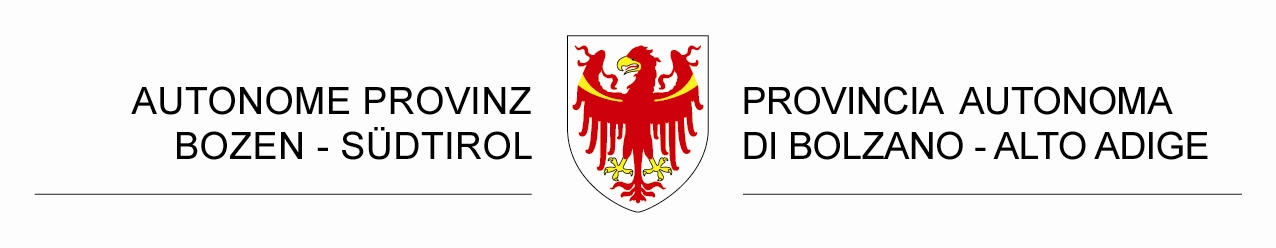 AUTONOME PROVINZ
BOZEN - SÜDTIROL
PROVINCIA AUTONOMA
DI BOLZANO - ALTO ADIGE